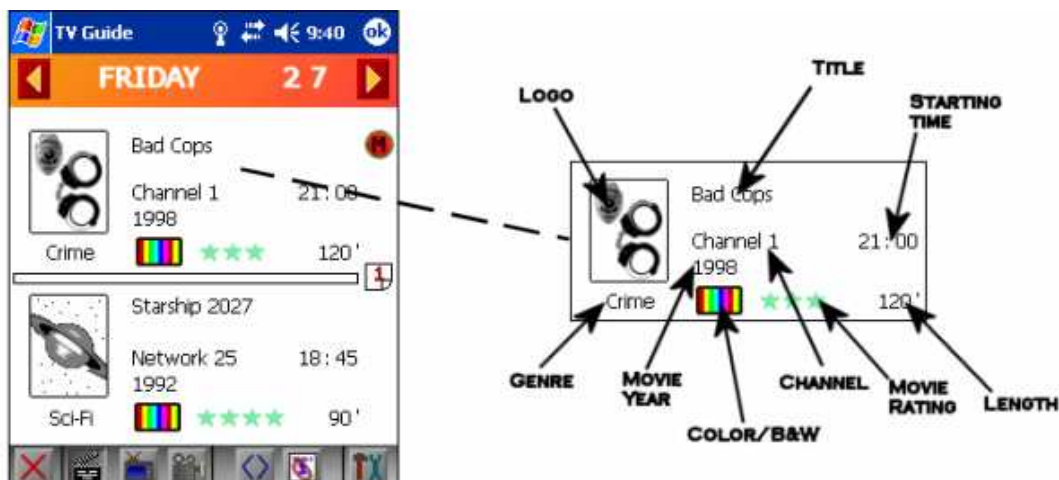 TV Guide 9:40 ok
FRIDAY 27
Bad Cops M
Channel 1 21:00
1998
Crime 120'
1
Starship 2027
Network 25 18:45
1992
Sci-Fi 90'
TITLE
LOGO
STARTING
TIME
Bad Cops
Channel 1 21:00
1998
Crime 120'
GENRE
MOVIE
YEAR
CHANNEL
MOVIE
RATING
LENGTH
COLOR/B&W